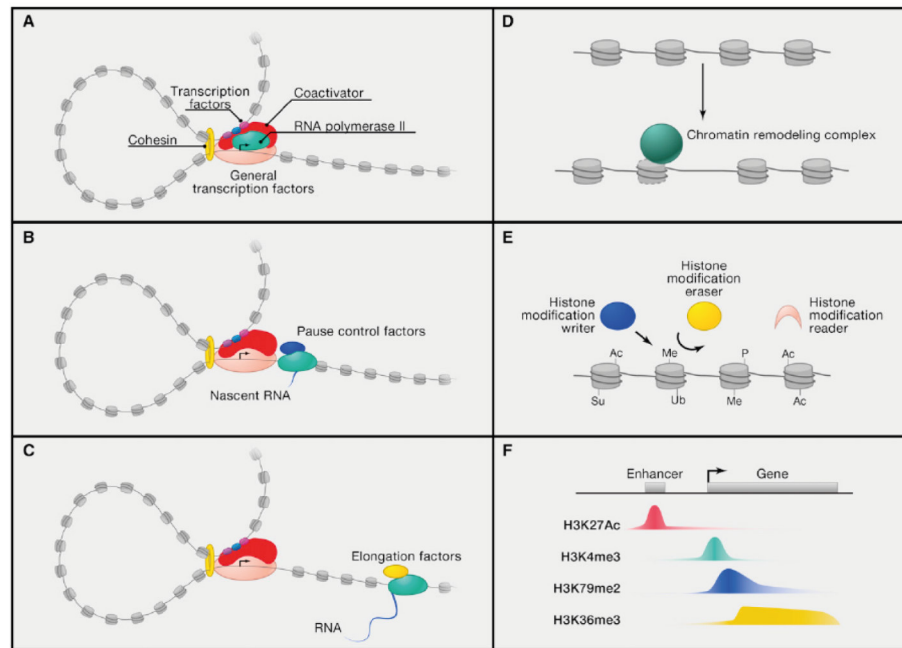 A
Transcription
factors
Coactivator
RNA polymerase II
Cohesin
General
transcription factors
B
Pause control factors
Nascent RNA
C
Elongation factors
RNA
D
Chromatin remodeling complex
E
Histone
modification
writer
Histone
modification
eraser
Histone
modification
reader
Ac
Me
P
Ac
Su
Ub
Me
Ac
F
Enhancer
Gene
H3K27Ac
H3K4me3
H3K79me2
H3K36me3